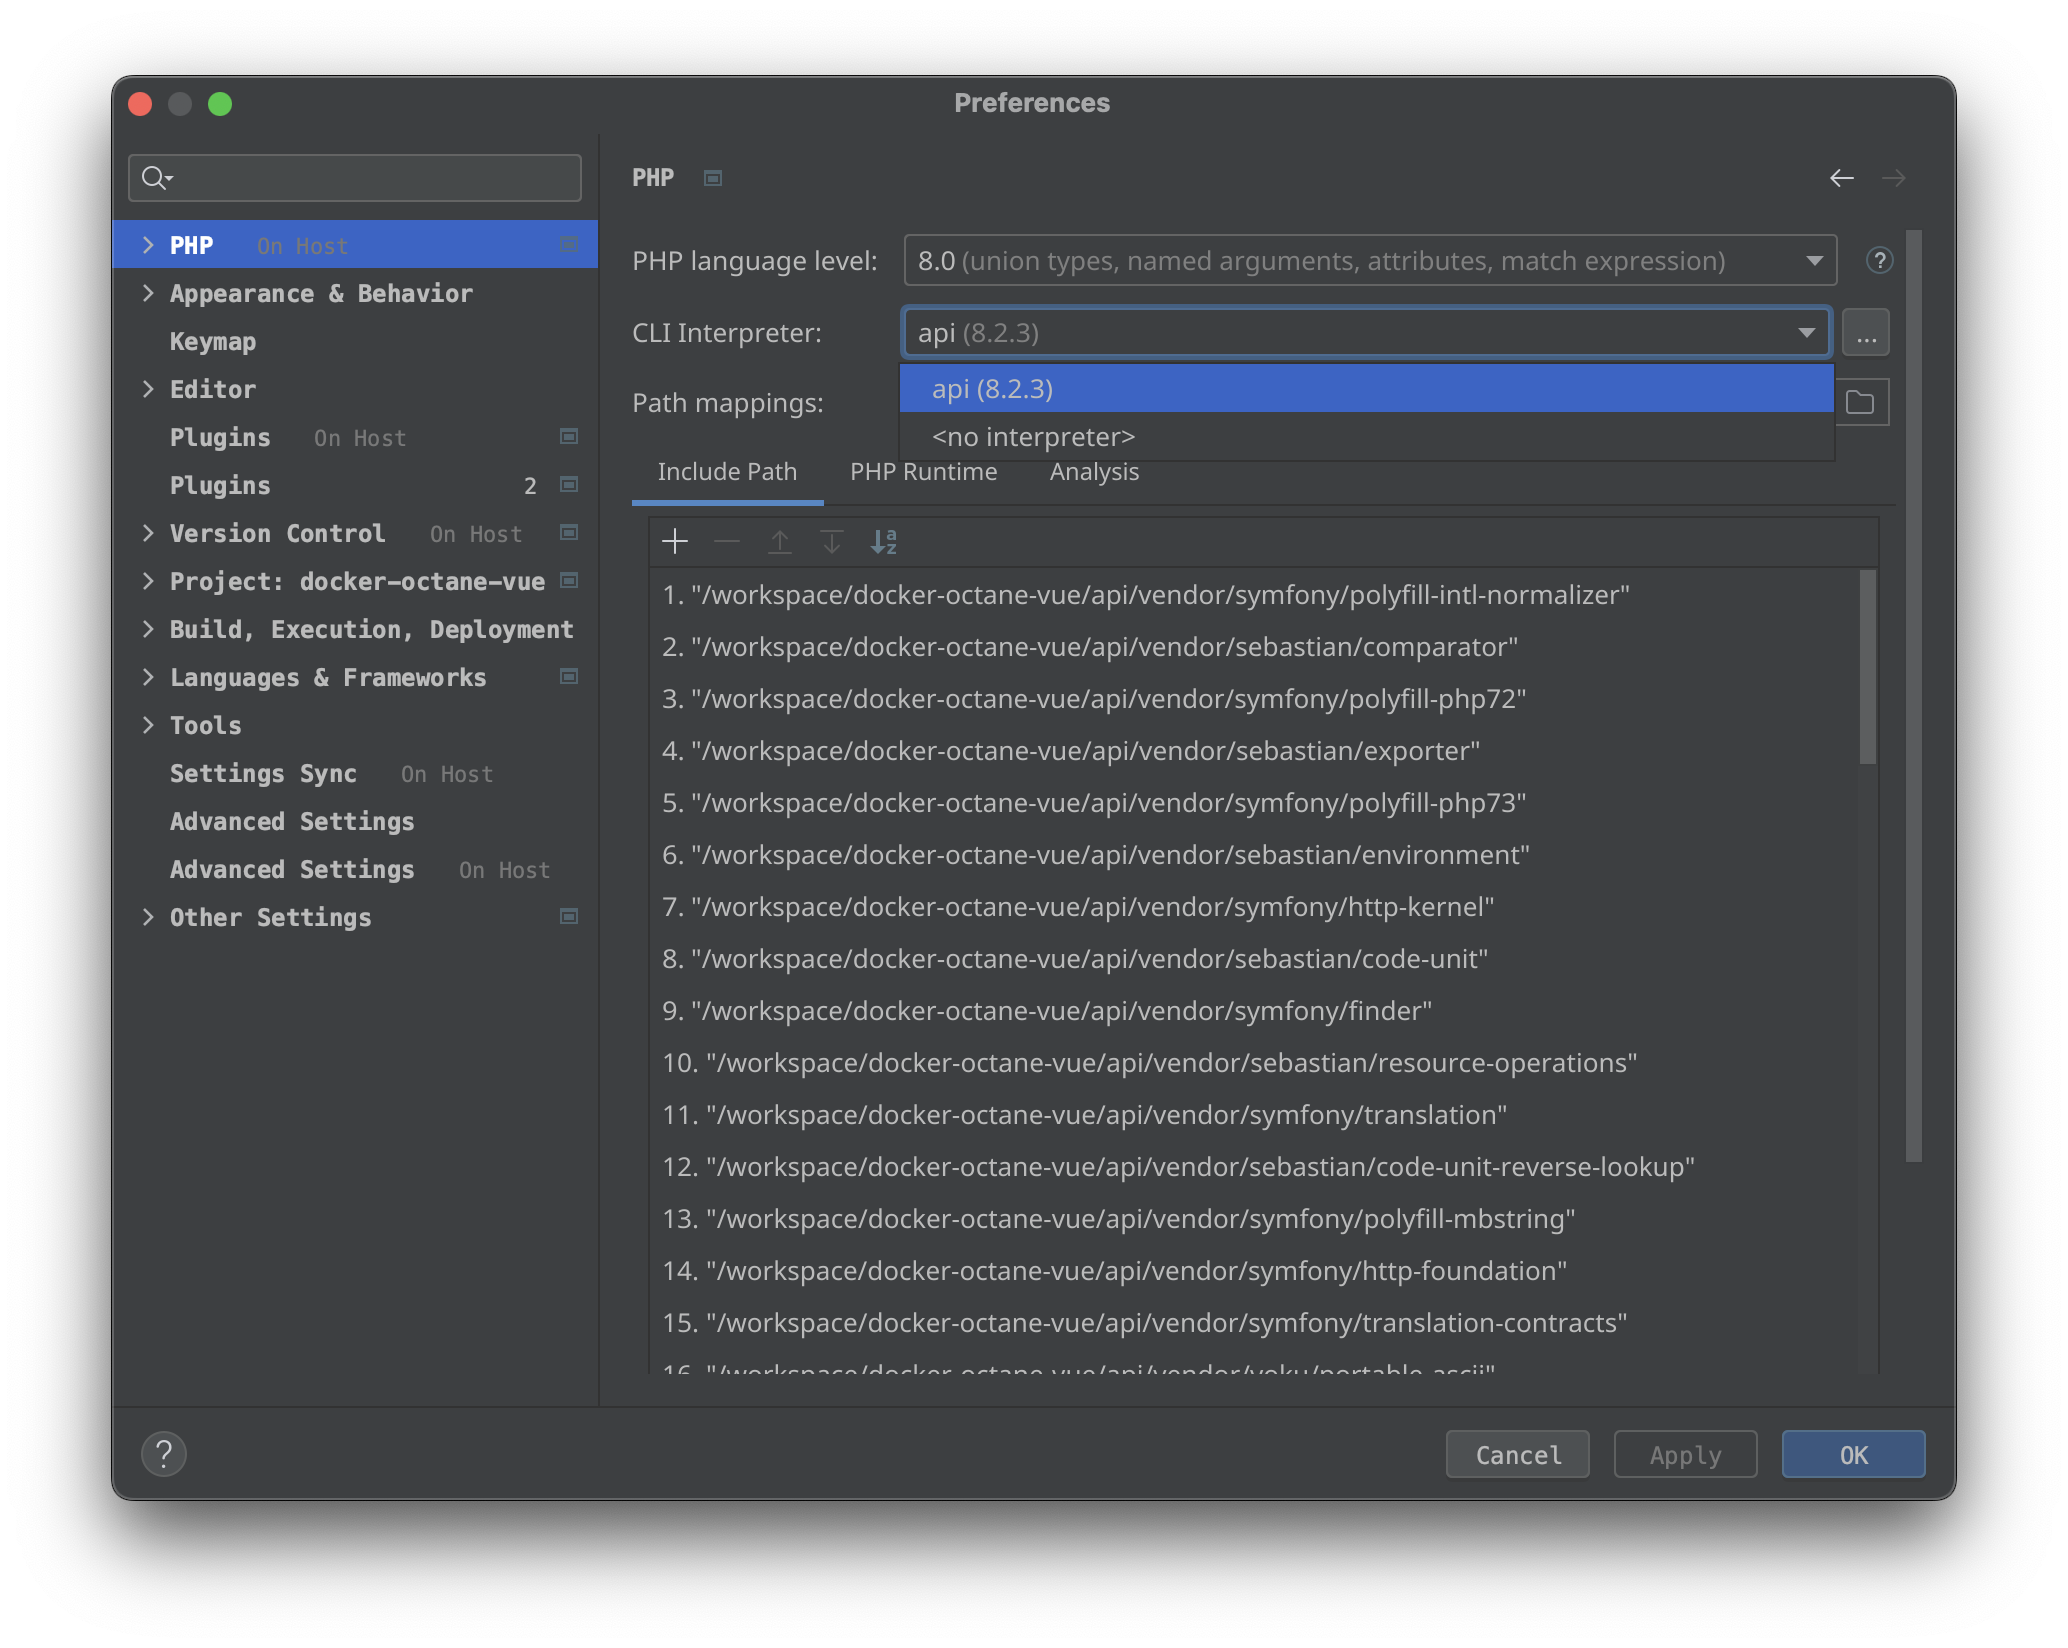 Preferences
PHP On Host
Appearance & Behavior
Keymap
Editor
Plugins On Host
Plugins 2
Version Control On Host
Project: docker-octane-vue
Build, Execution, Deployment
Languages & Frameworks
Tools
Settings Sync On Host
Advanced Settings
Advanced Settings On Host
Other Settings
PHP
PHP language level: 8.0 (union types, named arguments, attributes, match expression) ?
CLI Interpreter: api (8.2.3) ...
api (8.2.3)
Path mappings:
<no interpreter>
Include Path PHP Runtime Analysis
1. "/workspace/docker-octane-vue/api/vendor/symfony/polyfill-intl-normalizer"
2. "/workspace/docker-octane-vue/api/vendor/sebastian/comparator"
3. "/workspace/docker-octane-vue/api/vendor/symfony/polyfill-php72"
4. "/workspace/docker-octane-vue/api/vendor/sebastian/exporter"
5. "/workspace/docker-octane-vue/api/vendor/symfony/polyfill-php73"
6. "/workspace/docker-octane-vue/api/vendor/sebastian/environment"
7. "/workspace/docker-octane-vue/api/vendor/symfony/http-kernel"
8. "/workspace/docker-octane-vue/api/vendor/sebastian/code-unit"
9. "/workspace/docker-octane-vue/api/vendor/symfony/finder"
10. "/workspace/docker-octane-vue/api/vendor/sebastian/resource-operations"
11. "/workspace/docker-octane-vue/api/vendor/symfony/translation"
12. "/workspace/docker-octane-vue/api/vendor/sebastian/code-unit-reverse-lookup"
13. "/workspace/docker-octane-vue/api/vendor/symfony/polyfill-mbstring"
14. "/workspace/docker-octane-vue/api/vendor/symfony/http-foundation"
15. "/workspace/docker-octane-vue/api/vendor/symfony/translation-contracts"
16. "/workspace/docker-octane-vue/api/vendor/voku/portable-ascii"
? Cancel Apply OK